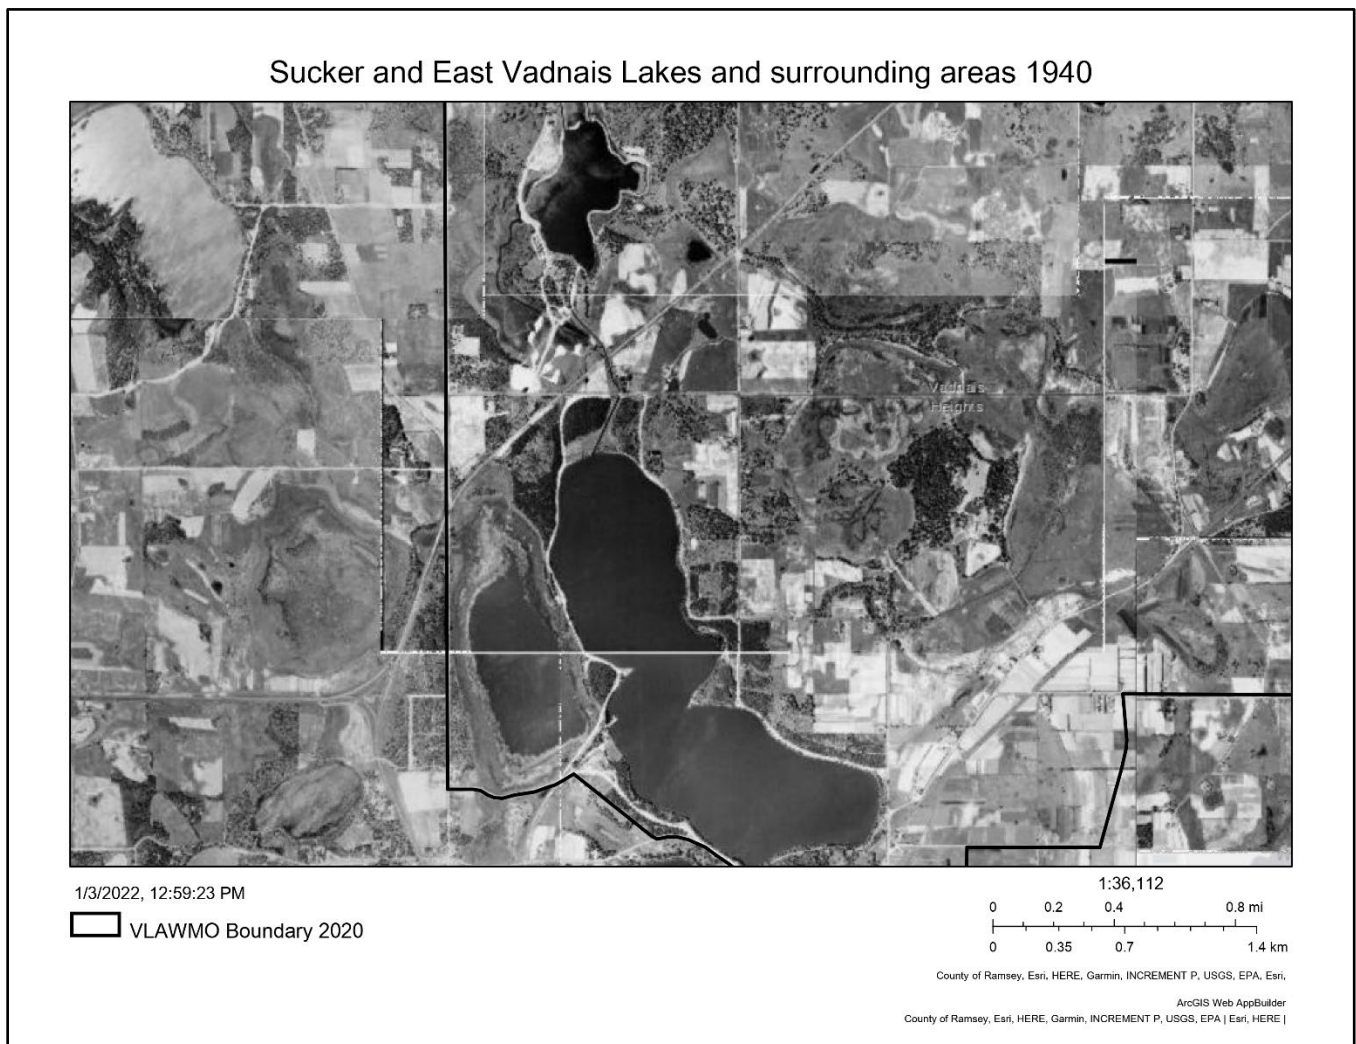 Sucker and East Vadnais Lakes and surrounding areas 1940
Vadnais
Heights
1/3/2022, 12:59:23 PM
VLAWMO Boundary 2020
1:36,112
0 0.2 0.4 0.8 mi
0 0.35 0.7 1.4 km
County of Ramsey, Esri, HERE, Garmin, INCREMENT P, USGS, EPA, Esri,
ArcGIS Web AppBuilder
County of Ramsey, Esri, HERE, Garmin, INCREMENT P, USGS, EPA | Esri, HERE |